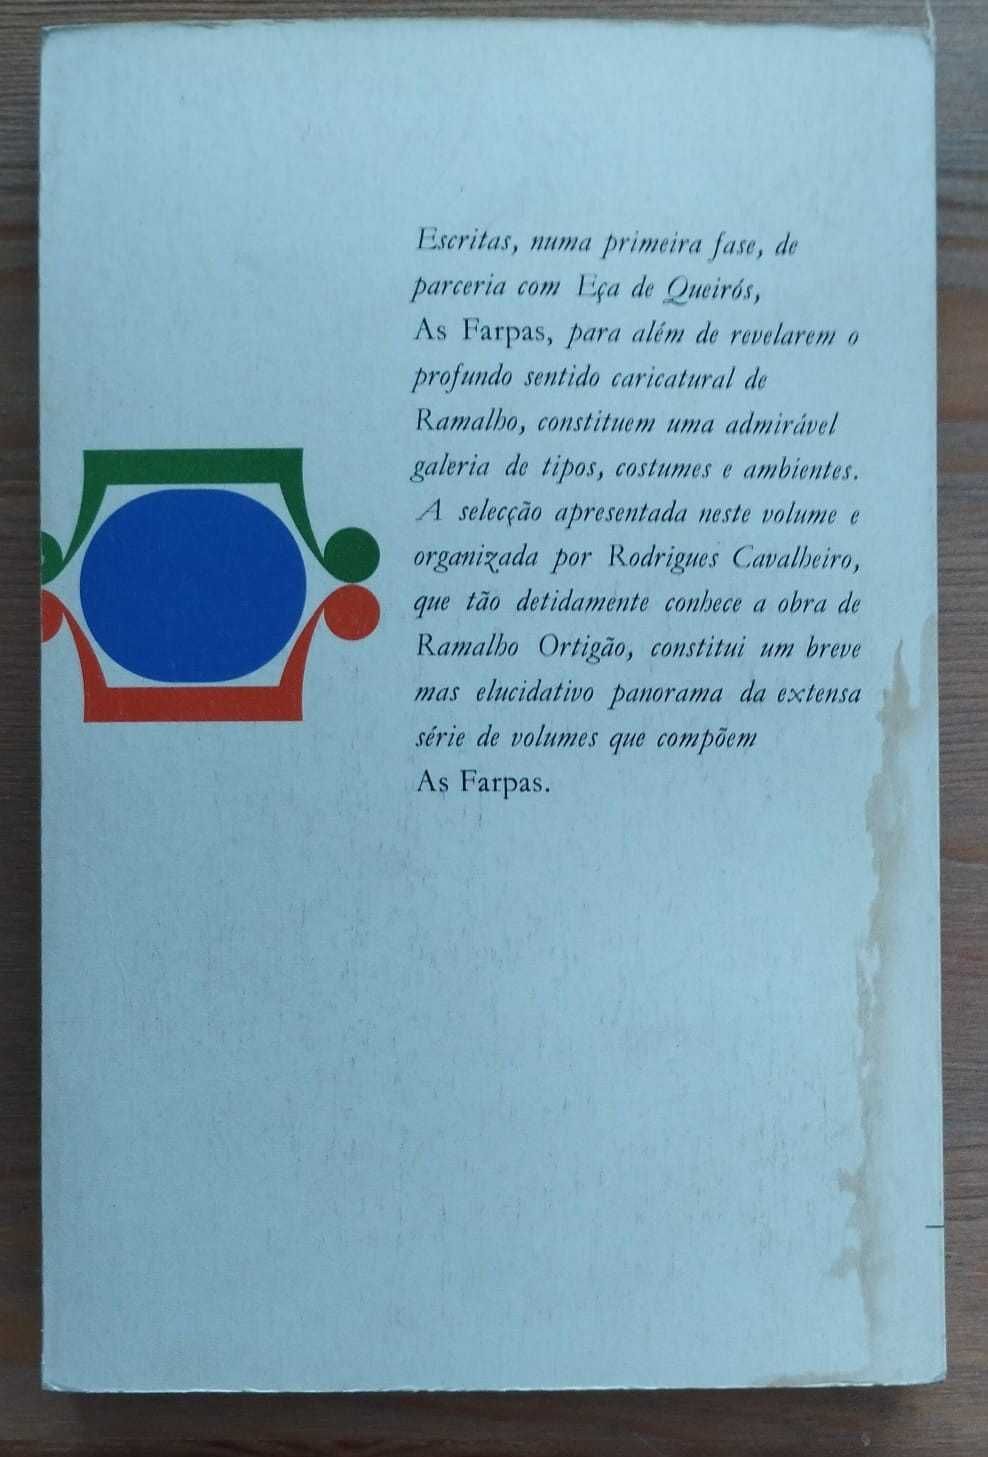 Escritas, numa primeira fase, de
parceria com Eça de Queirós,
As Farpas, para além de revelarem o
profundo sentido caricatural de
Ramalho, constituem uma admirável
galeria de tipos, costumes e ambientes.
A selecção apresentada neste volume e
organizada por Rodrigues Cavalheiro,
que tão detidamente conhece a obra de
Ramalho Ortigão, constitui um breve
mas elucidativo panorama da extensa
série de volumes que compõem
As Farpas.